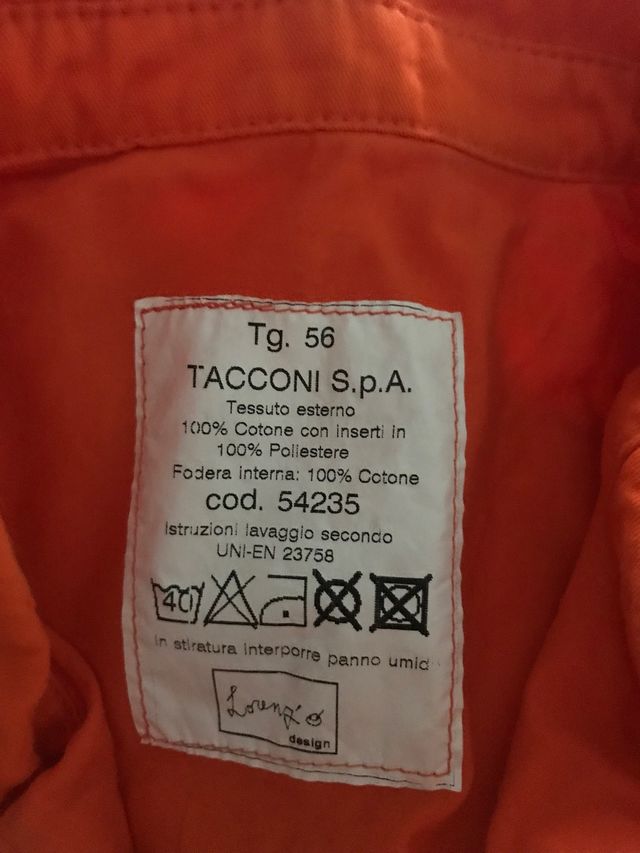 Tg. 56
TACCONI S.p.A.
Tessuto esterno
100% Cotone con inserti in
100% Poliestere
Fodera interna: 100% Cotone
cod. 54235
Istruzioni lavaggio secondo
UNI-EN 23758
40
in stiratura interporre panno umid
Lorenz'o
design